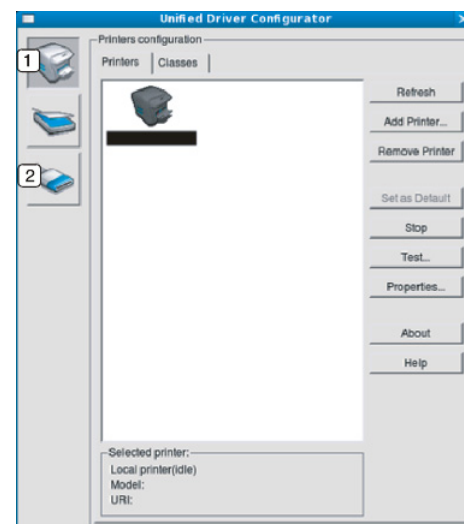 Unified Driver Configurator
Printers configuration
1
Printers
Classes
Refresh
Add Printer...
Remove Printer
2
Set as Default
Stop
Test...
Properties...
About
Help
Selected printer:
Local printer(idle)
Model:
URI: